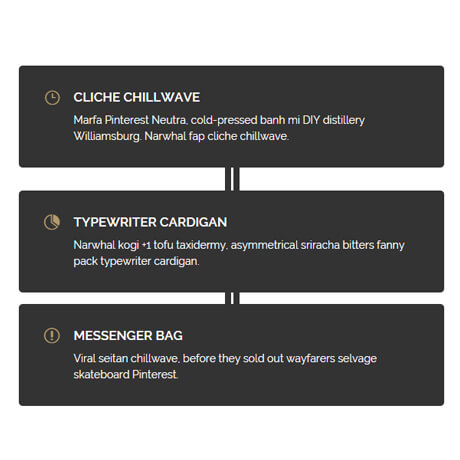 CLICHE CHILLWAVE
Marfa Pinterest Neutra, cold-pressed banh mi DIY distillery
Williamsburg. Narwhal fap cliche chillwave.
TYPEWRITER CARDIGAN
Narwhal kogi +1 tofu taxidermy, asymmetrical sriracha bitters fanny
pack typewriter cardigan.
MESSENGER BAG
Viral seitan chillwave, before they sold out wayfarers selvage
skateboard Pinterest.